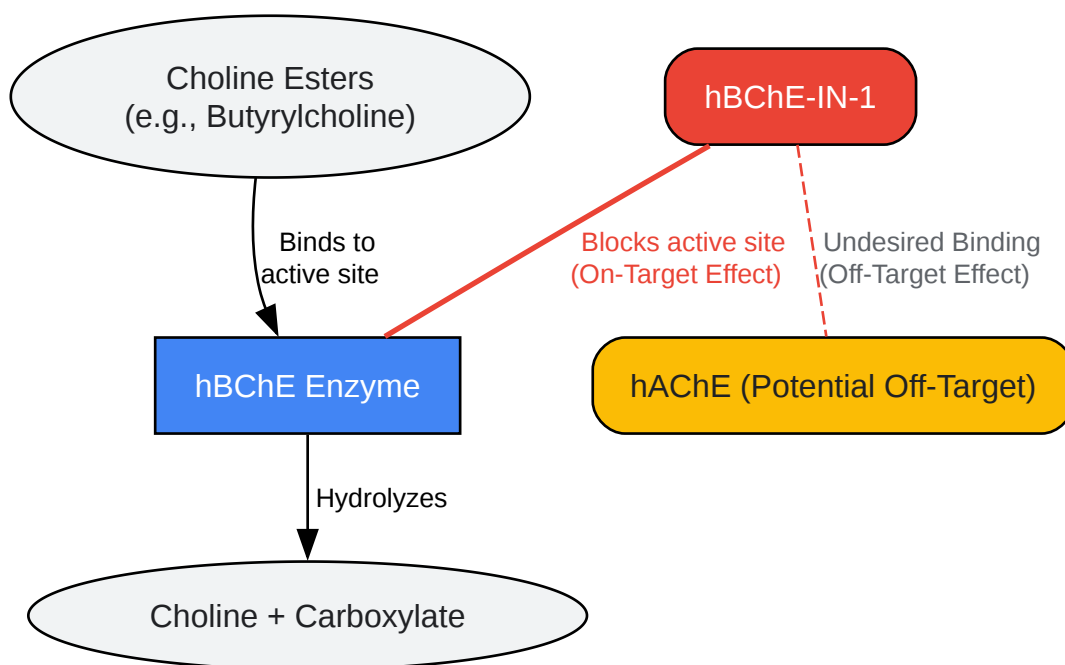 Choline Esters
(e.g., Butyrylcholine)
hBChE-IN-1
Binds to
active site
Blocks active site
(On-Target Effect)
Undesired Binding
(Off-Target Effect)
hBChE Enzyme
hAChE (Potential Off-Target)
Hydrolyzes
Choline + Carboxylate